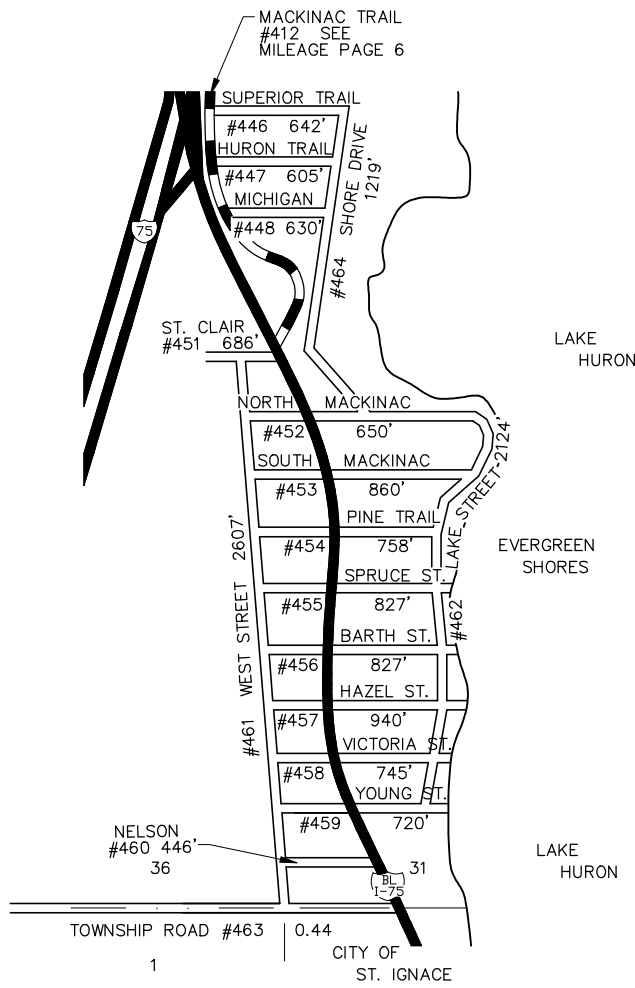 MACKINAC TRAIL
#412 SEE
MILEAGE PAGE 6
SUPERIOR TRAIL
#446 642'
HURON TRAIL
#447 605'
MICHIGAN
#448 630'
SHORE DRIVE
1219'
#464
75
ST. CLAIR
#451 686'
LAKE
HURON
NORTH MACKINAC
#452 650'
SOUTH MACKINAC
#453 860'
PINE TRAIL
#454 758'
SPRUCE ST.
#455 827'
BARTH ST.
#456 827'
HAZEL ST.
#457 940'
VICTORIA ST.
#458 745'
YOUNG ST.
#459 720'
LAKE STREET-2124'
#462
EVERGREEN
SHORES
#461 WEST STREET 2607'
NELSON
#460 446'
36
31
BL
I-75
LAKE
HURON
TOWNSHIP ROAD #463 0.44
1
CITY OF
ST. IGNACE